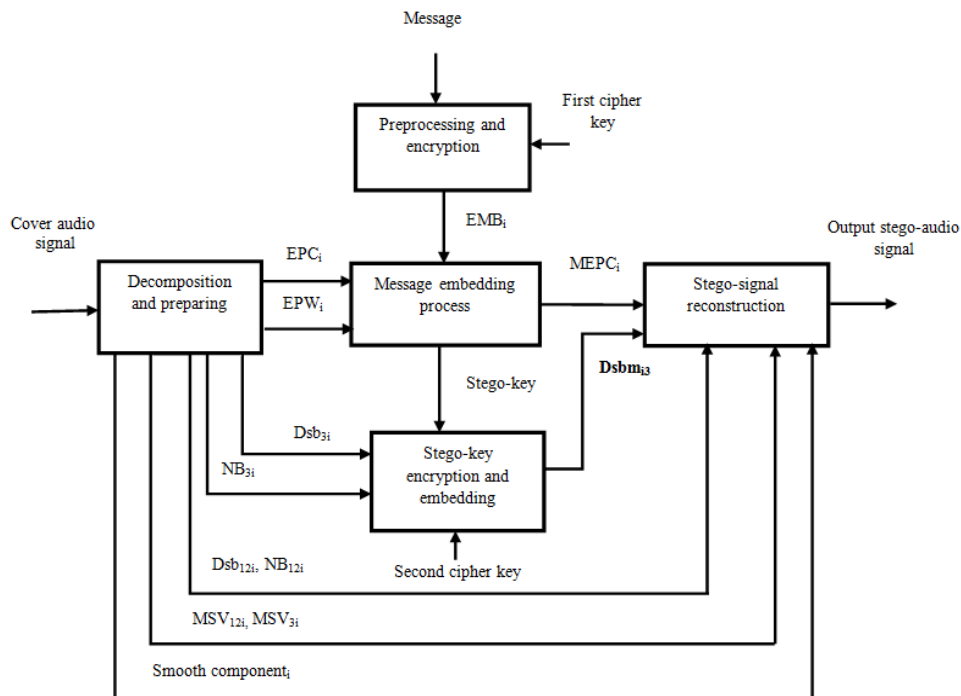 Message
First cipher
key
Preprocessing and
encryption
EMBᵢ
Cover audio
signal
Output stego-audio
signal
EPCᵢ
MEPCᵢ
Decomposition
and preparing
Message embedding
process
Stego-signal
reconstruction
EPWᵢ
Stego-key
Dsbmᵢ₃
Dsb₃ᵢ
Stego-key
encryption and
embedding
NB₃ᵢ
Dsb₁₂ᵢ, NB₁₂ᵢ
Second cipher key
MSV₁₂ᵢ, MSV₃ᵢ
Smooth componentᵢ